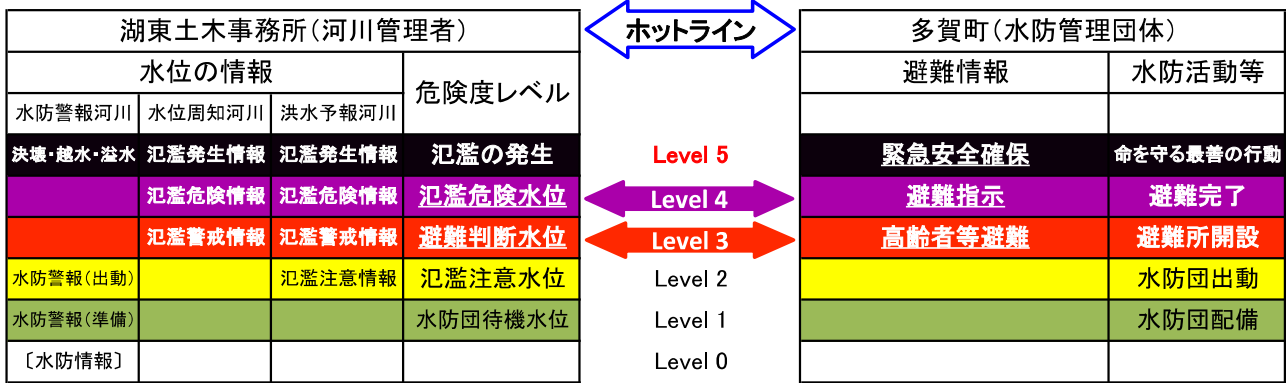 湖東土木事務所(河川管理者) ホットライン 多賀町(水防管理団体)
水位の情報 危険度レベル 避難情報 水防活動等
水防警報河川 水位周知河川 洪水予報河川
決壊・越水・溢水 氾濫発生情報 氾濫発生情報 氾濫の発生 Level 5 緊急安全確保 命を守る最善の行動
氾濫危険情報 氾濫危険情報 氾濫危険水位 Level 4 避難指示 避難完了
氾濫警戒情報 氾濫警戒情報 避難判断水位 Level 3 高齢者等避難 避難所開設
水防警報(出動) 氾濫注意情報 氾濫注意水位 Level 2 水防団出動
水防警報(準備) 水防団待機水位 Level 1 水防団配備
〔水防情報〕 Level 0